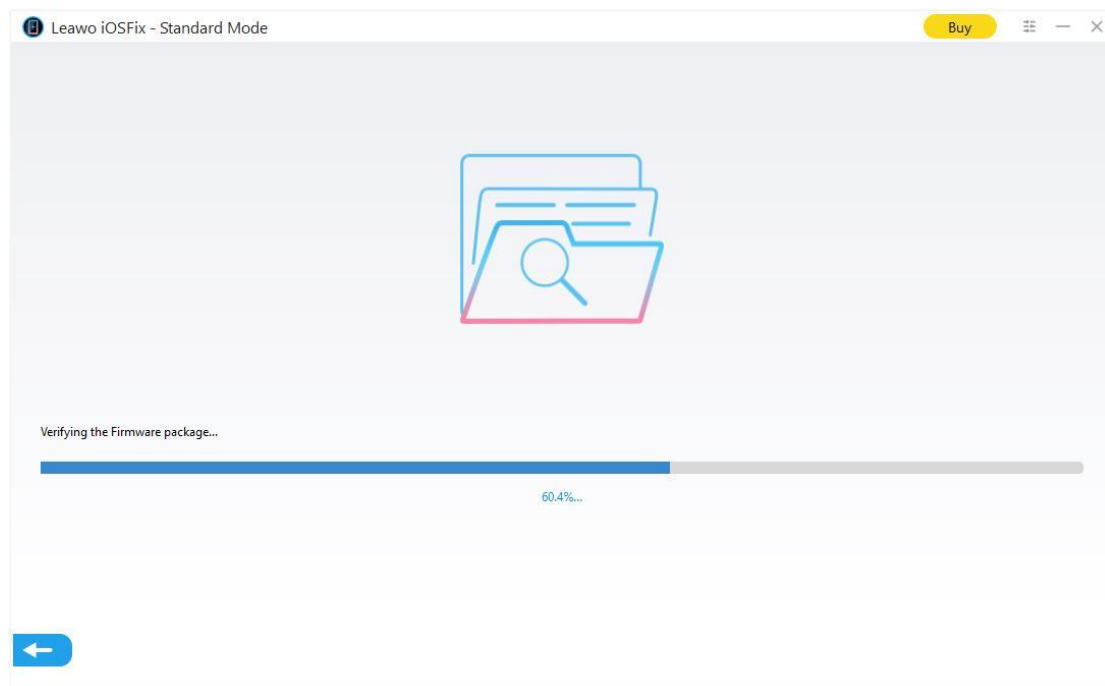 Leawo iOSFix - Standard Mode
Buy
Verifying the Firmware package...
60.4%...